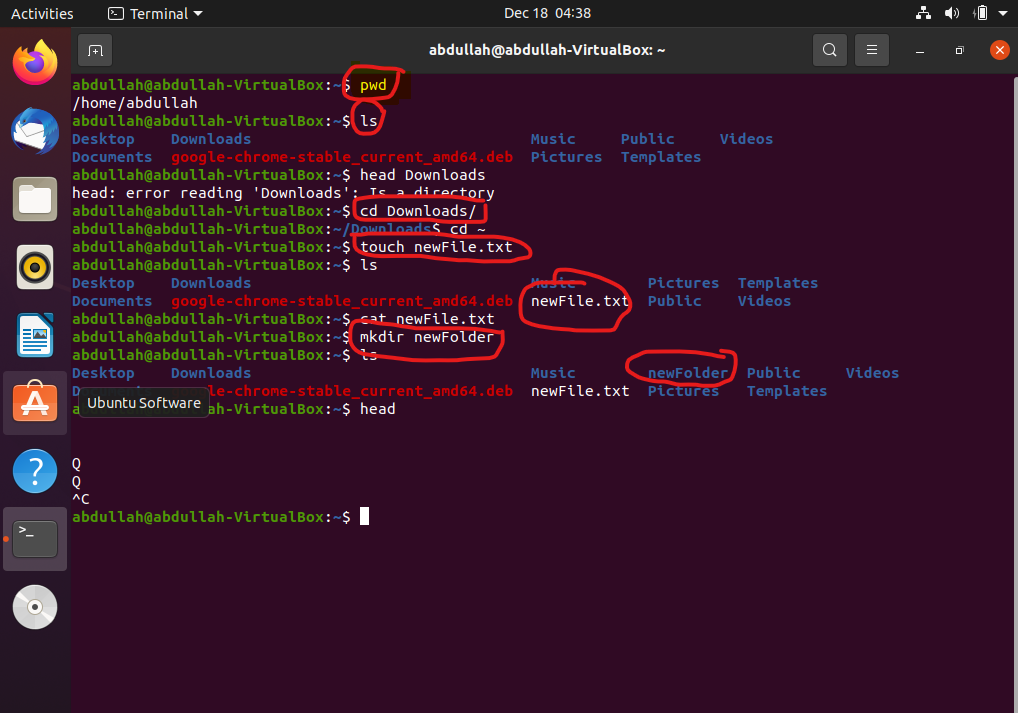 Activities Terminal Dec 18 04:38
abdullah@abdullah-VirtualBox: ~
abdullah@abdullah-VirtualBox:~$ pwd
/home/abdullah
abdullah@abdullah-VirtualBox:~$ ls
Desktop Downloads Music Public Videos
Documents google-chrome-stable_current_amd64.deb Pictures Templates
abdullah@abdullah-VirtualBox:~$ head Downloads
head: error reading 'Downloads': Is a directory
abdullah@abdullah-VirtualBox:~$ cd Downloads/
abdullah@abdullah-VirtualBox:~/Downloads$ cd ~
abdullah@abdullah-VirtualBox:~$ touch newFile.txt
abdullah@abdullah-VirtualBox:~$ ls
Desktop Downloads Music Pictures Templates
Documents google-chrome-stable_current_amd64.deb newFile.txt Public Videos
abdullah@abdullah-VirtualBox:~$ cat newFile.txt
abdullah@abdullah-VirtualBox:~$ mkdir newFolder
abdullah@abdullah-VirtualBox:~$ ls
Desktop Downloads Music newFolder Public Videos
-chrome-stable_current_amd64.deb newFile.txt Pictures Templates
Ubuntu Software
h-VirtualBox:~$ head
Q
Q
^C
abdullah@abdullah-VirtualBox:~$